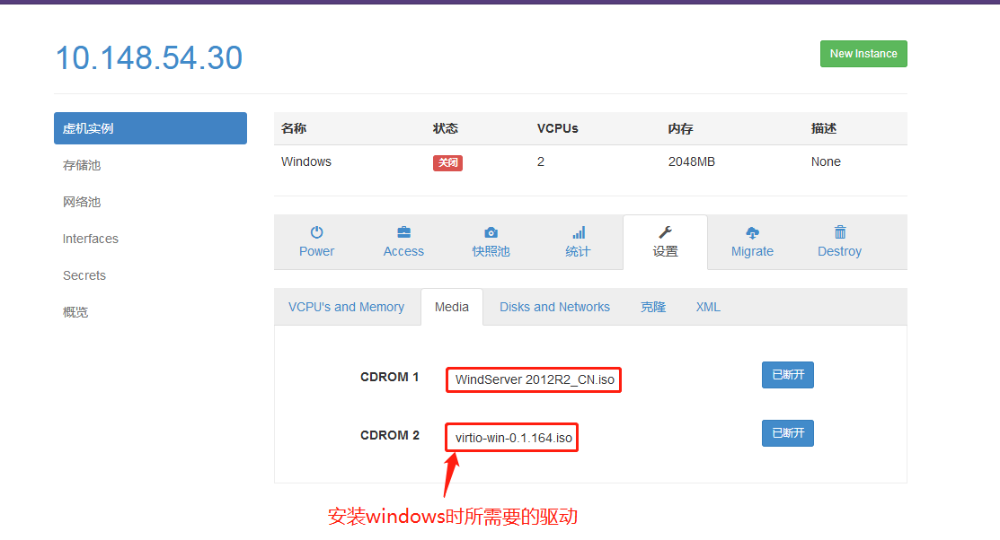 10.148.54.30
New Instance
虚机实例
存储池
网络池
Interfaces
Secrets
概览
名称 状态 VCPUs 内存 描述
Windows 关闭 2 2048MB None
Power Access 快照池 统计 设置 Migrate Destroy
VCPU's and Memory Media Disks and Networks 克隆 XML
CDROM 1 WindServer 2012R2_CN.iso 已断开
CDROM 2 virtio-win-0.1.164.iso 已断开
安装windows时所需要的驱动